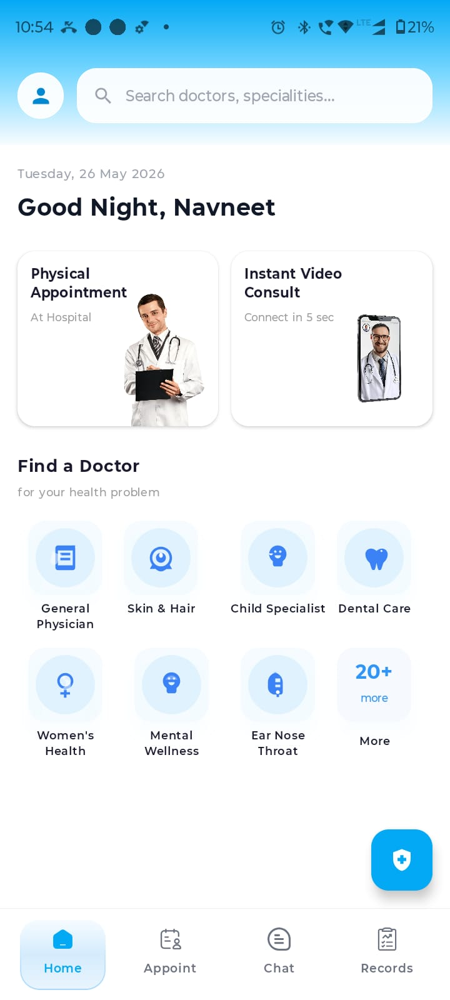 10:54
LTE
21%
Search doctors, specialities...
Tuesday, 26 May 2026
Good Night, Navneet
Physical
Appointment
At Hospital
Instant Video
Consult
Connect in 5 sec
Find a Doctor
for your health problem
General
Physician
Skin & Hair
Child Specialist
Dental Care
Women's
Health
Mental
Wellness
Ear Nose
Throat
20+
more
More
Home
Appoint
Chat
Records